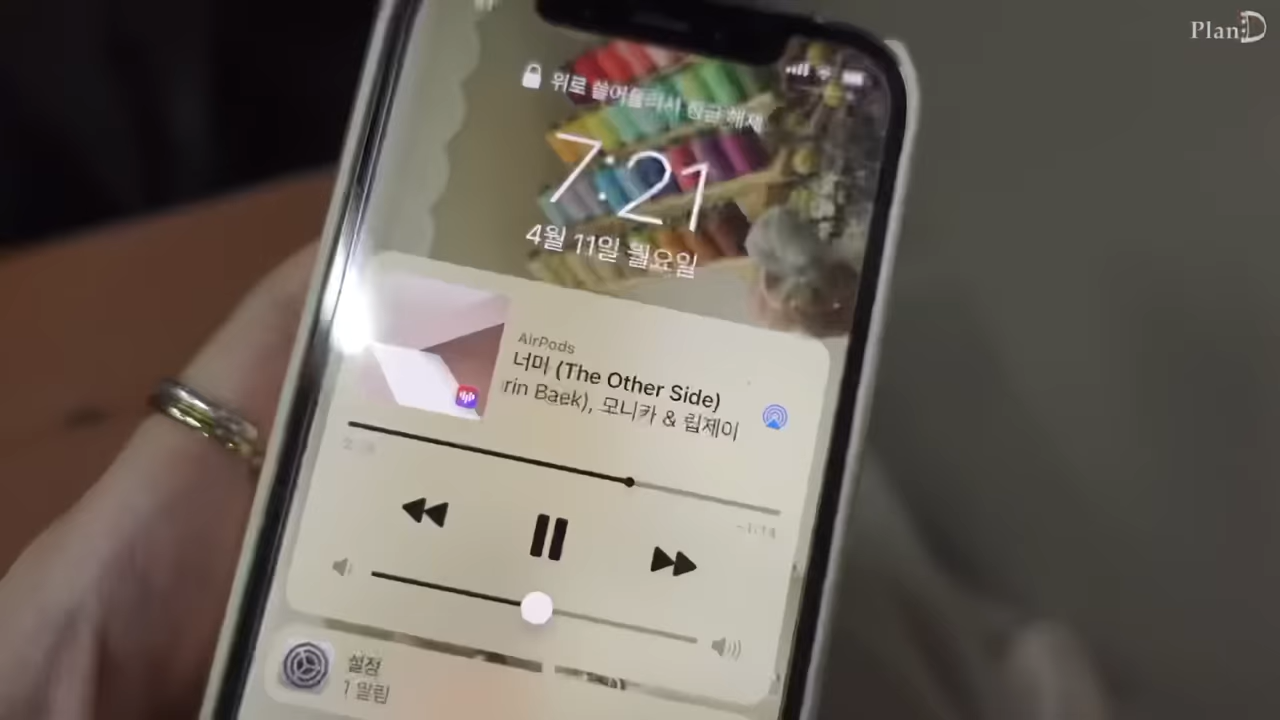 PlanD
위로 쓸어올려서 잠금 해제
7:21
4월 11일 월요일
AirPods
너머 (The Other Side)
rin Baek), 모니카 & 립제이
설정
1 알림